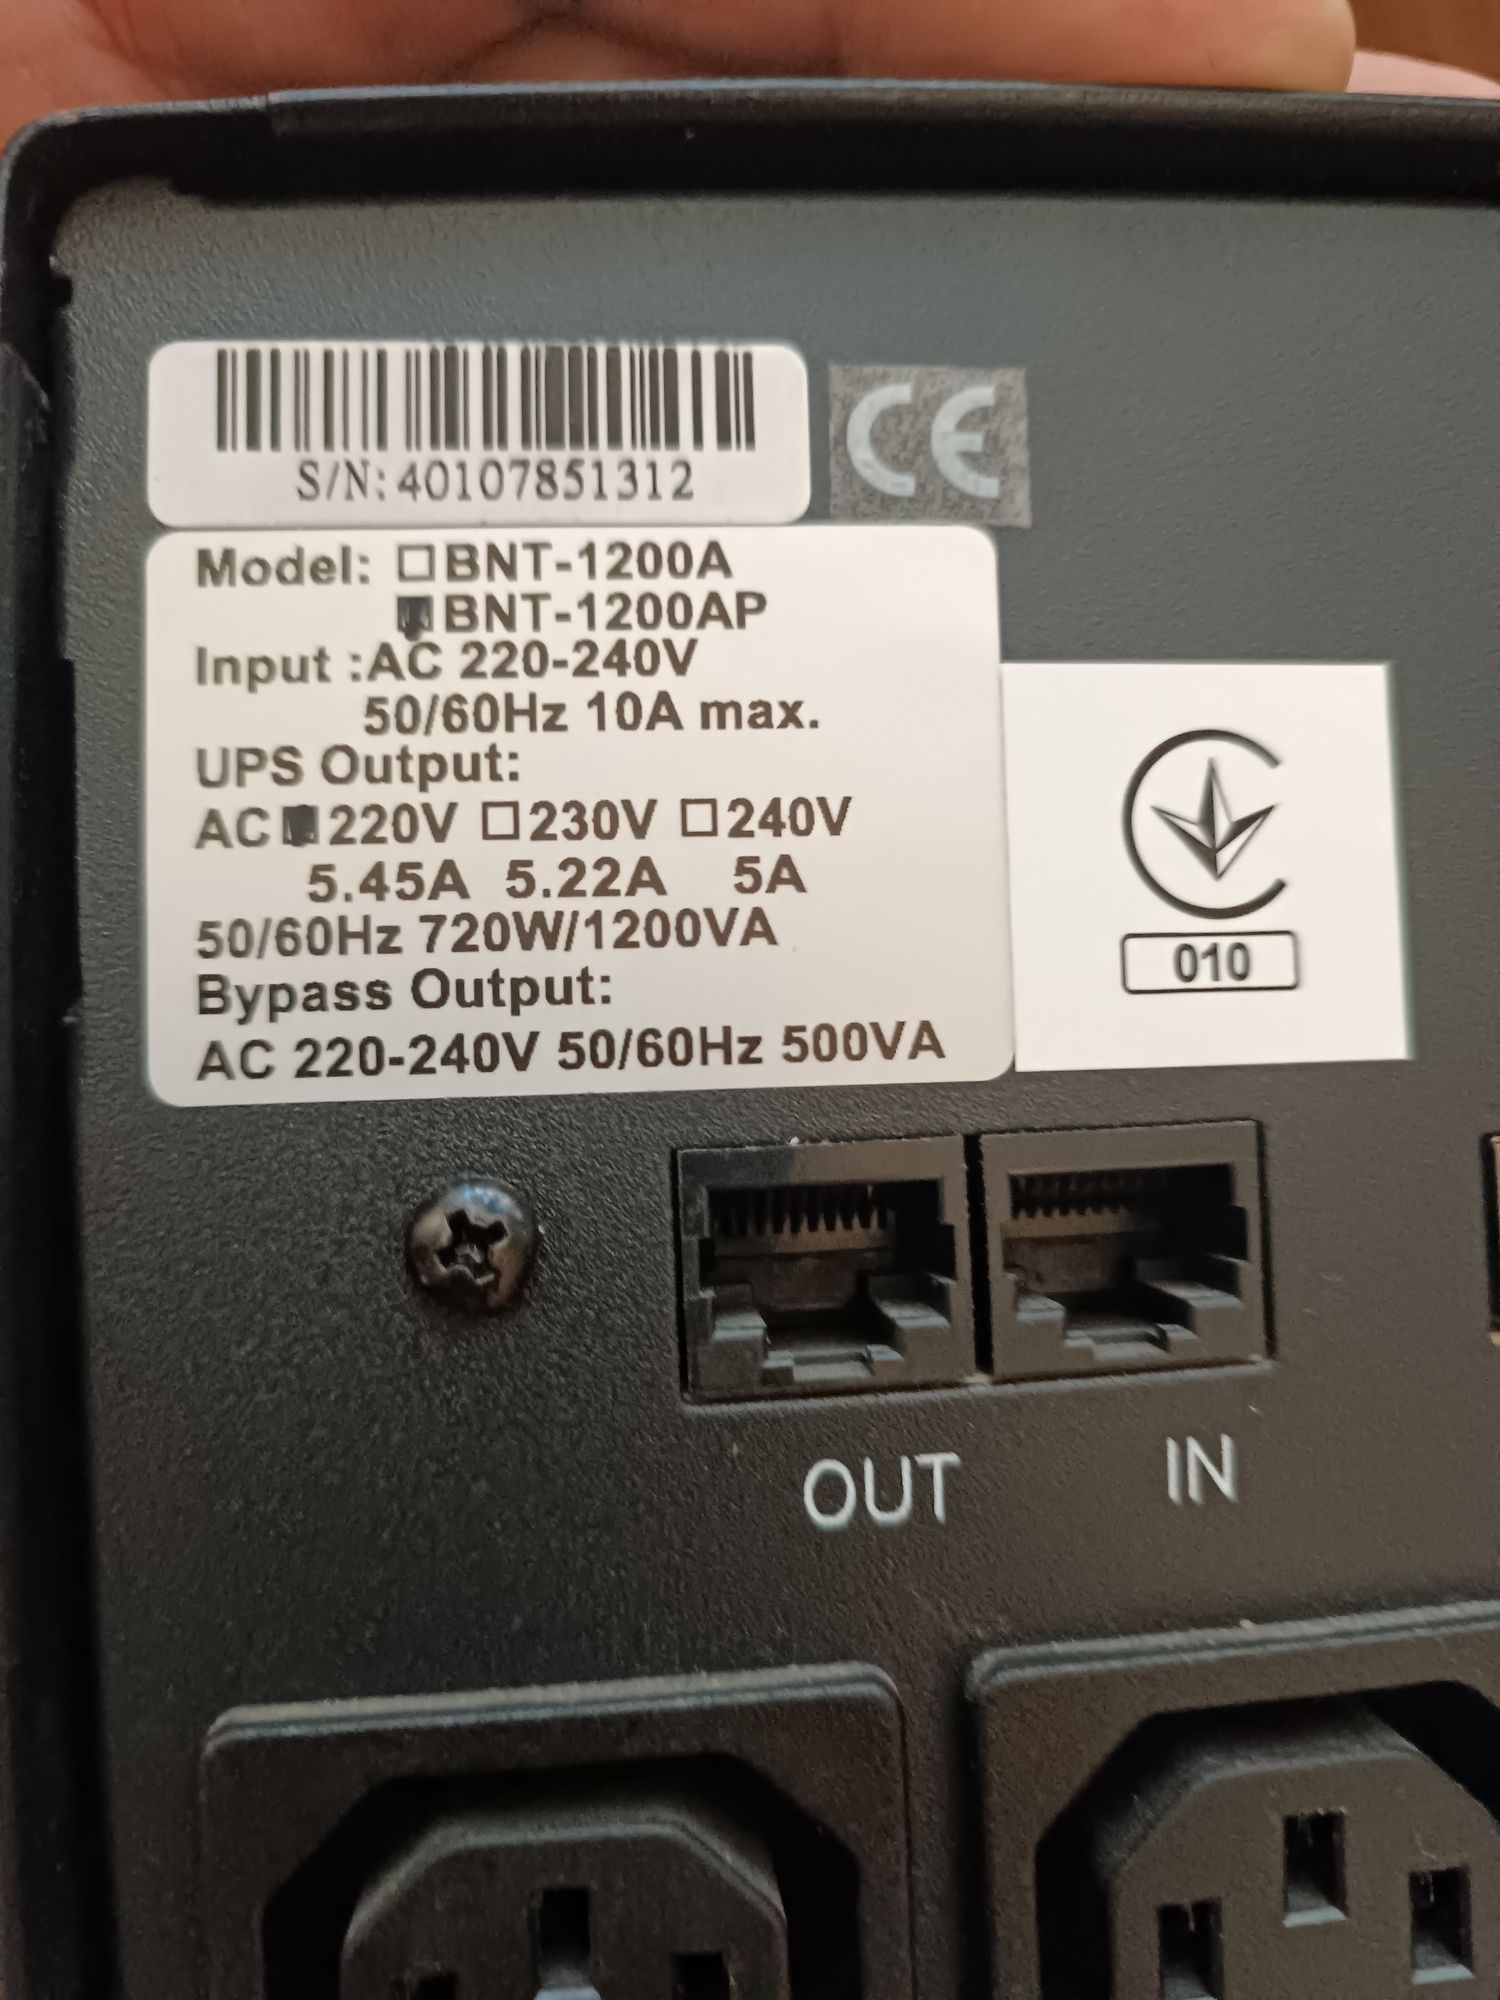 S/N: 40107851312
CE
Model: □BNT-1200A
■BNT-1200AP
Input :AC 220-240V
50/60Hz 10A max.
UPS Output:
AC ■220V □230V □240V
5.45A 5.22A 5A
50/60Hz 720W/1200VA
Bypass Output:
AC 220-240V 50/60Hz 500VA
010
OUT IN